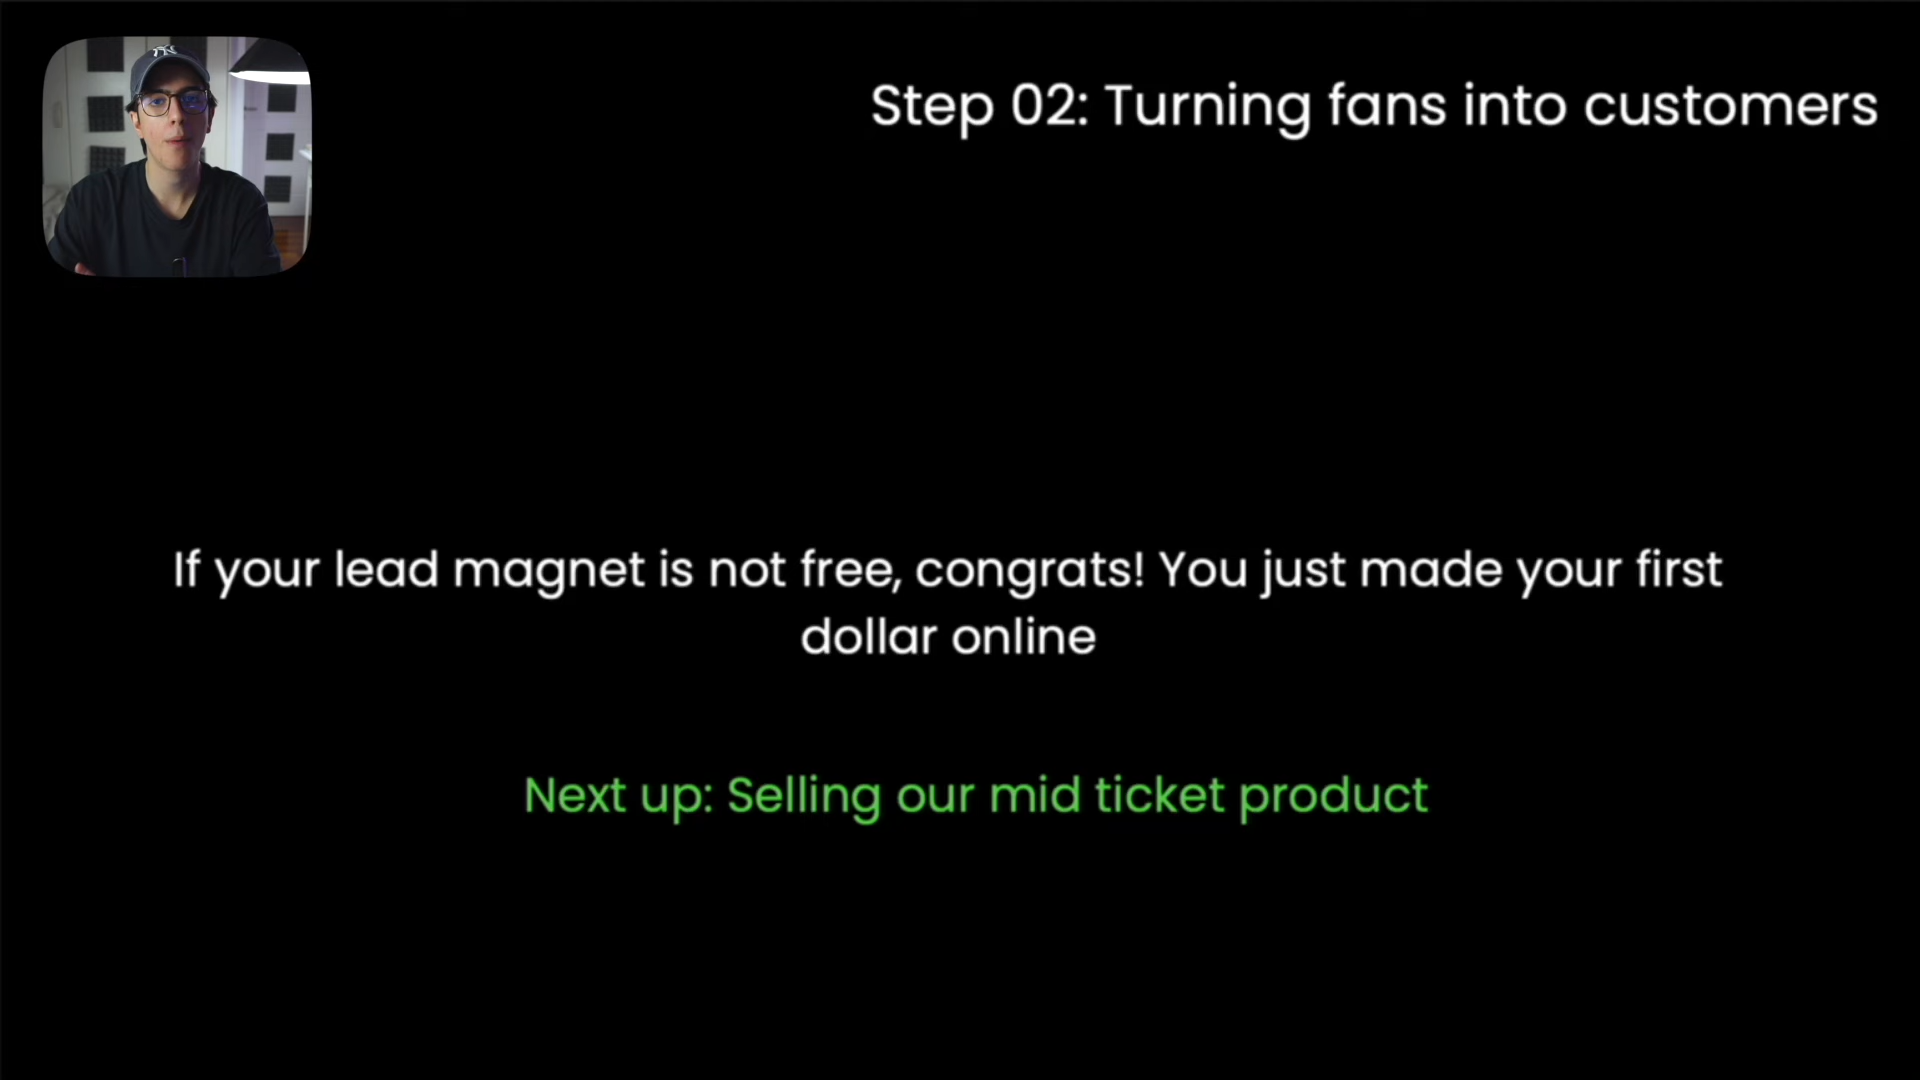 Step 02: Turning fans into customers
If your lead magnet is not free, congrats! You just made your first
dollar online
Next up: Selling our mid ticket product